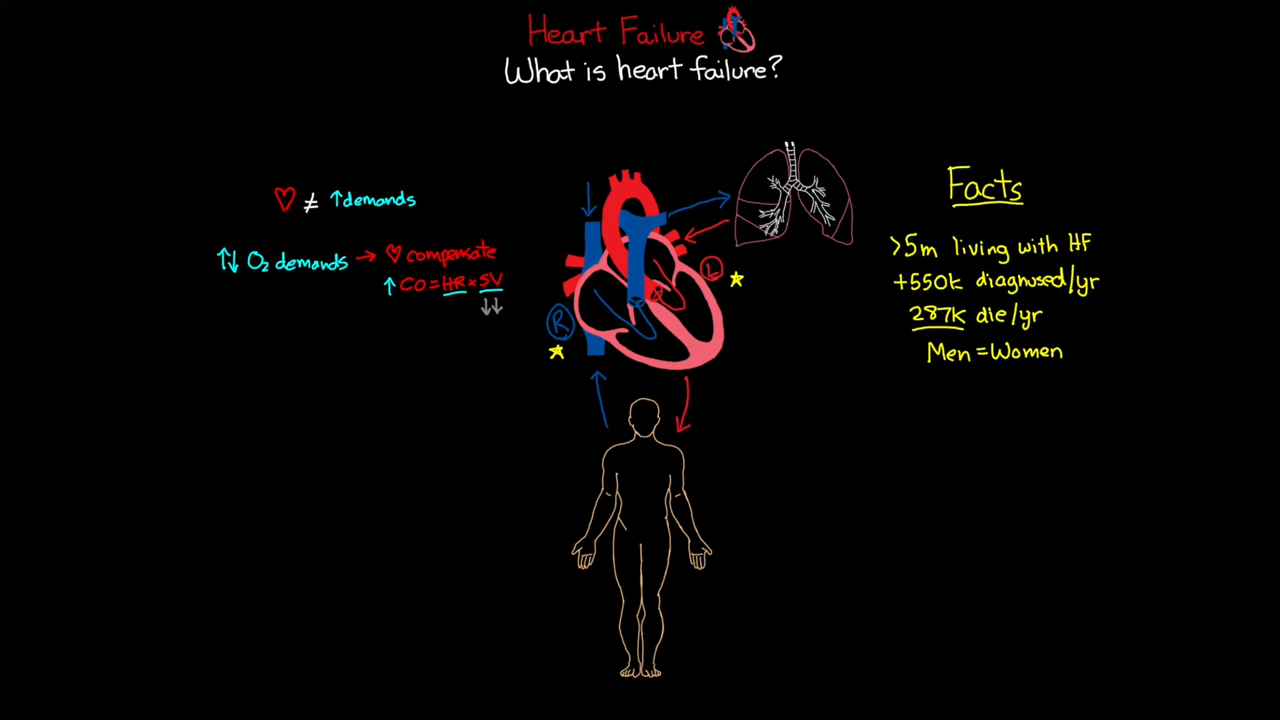 Heart Failure
What is heart failure?
♡ ≠ ↑demands
↑↓ O₂ demands → ♡ compensate
↑ CO = HR × SV
↓↓
R
L
Facts
>5m living with HF
+550k diagnosed/yr
287k die/yr
Men = Women